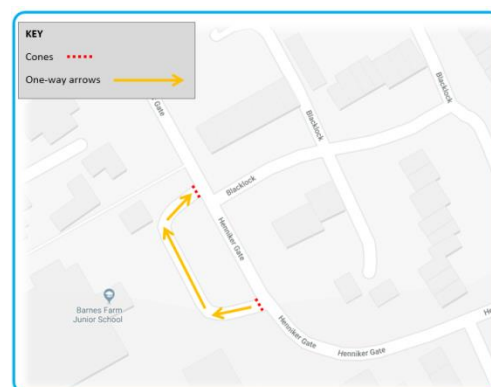 KEY
Cones
One-way arrows
Gate
Blacklock
Blacklock
Blacklock
Henniker Gate
Barnes Farm
Junior School
Henniker Gate
Henniker Gate